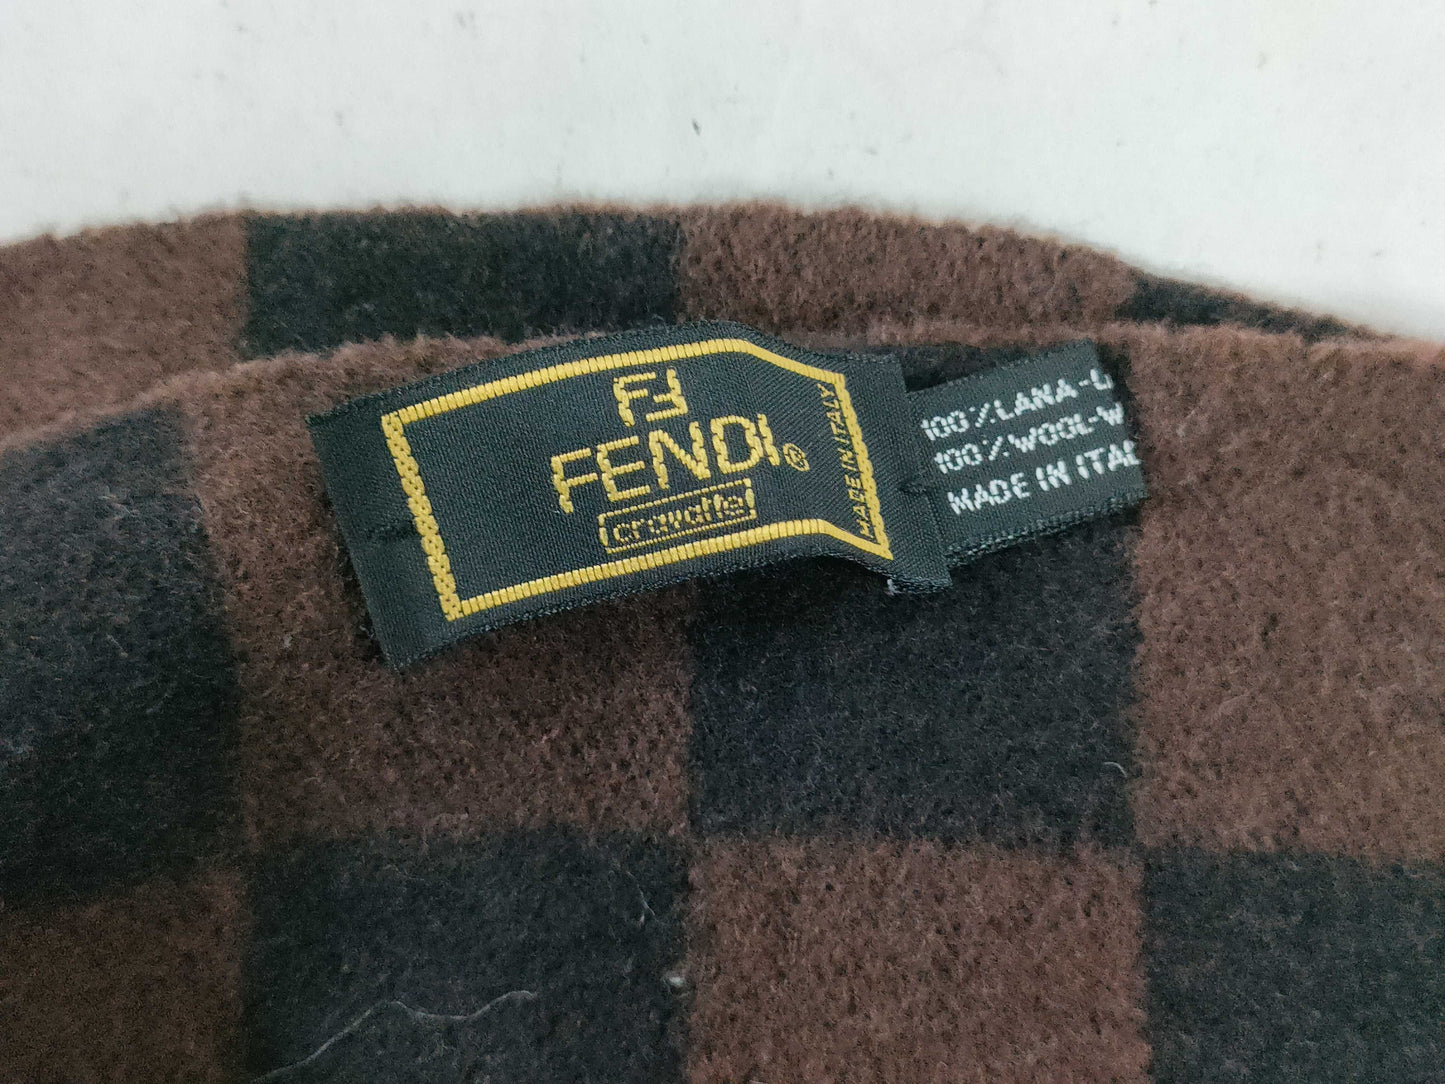 FF
FENDI®
cravatte
MADE IN ITALY
100% LANA-
100% WOOL-W
MADE IN ITA